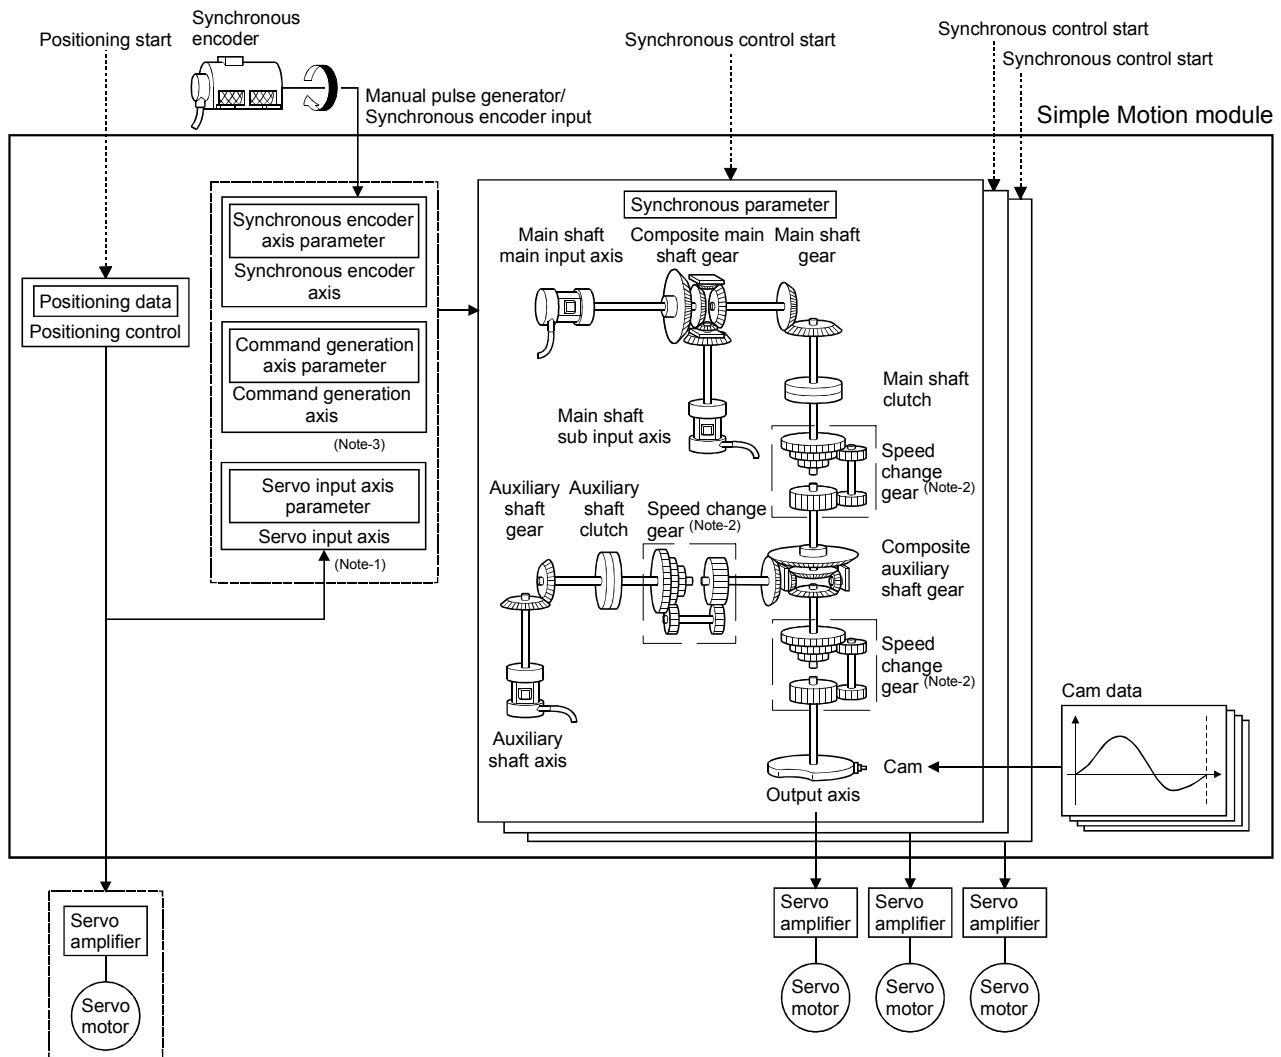 Synchronous
encoder
Positioning start
Synchronous control start
Synchronous control start
Synchronous control start
Manual pulse generator/
Synchronous encoder input
Simple Motion module
Synchronous encoder
axis parameter
Synchronous encoder
axis
Positioning data
Positioning control
Command generation
axis parameter
Command generation
axis
(Note-3)
Servo input axis
parameter
Servo input axis
(Note-1)
Synchronous parameter
Main shaft
main input axis
Composite main
shaft gear
Main shaft
gear
Main shaft
clutch
Main shaft
sub input axis
Speed
change
gear (Note-2)
Auxiliary
shaft
gear
Auxiliary
shaft
clutch
Speed change
gear (Note-2)
Composite
auxiliary
shaft gear
Speed
change
gear (Note-2)
Auxiliary
shaft axis
Cam data
Cam
Output axis
Servo
amplifier
Servo
motor
Servo
amplifier
Servo
amplifier
Servo
amplifier
Servo
motor
Servo
motor
Servo
motor